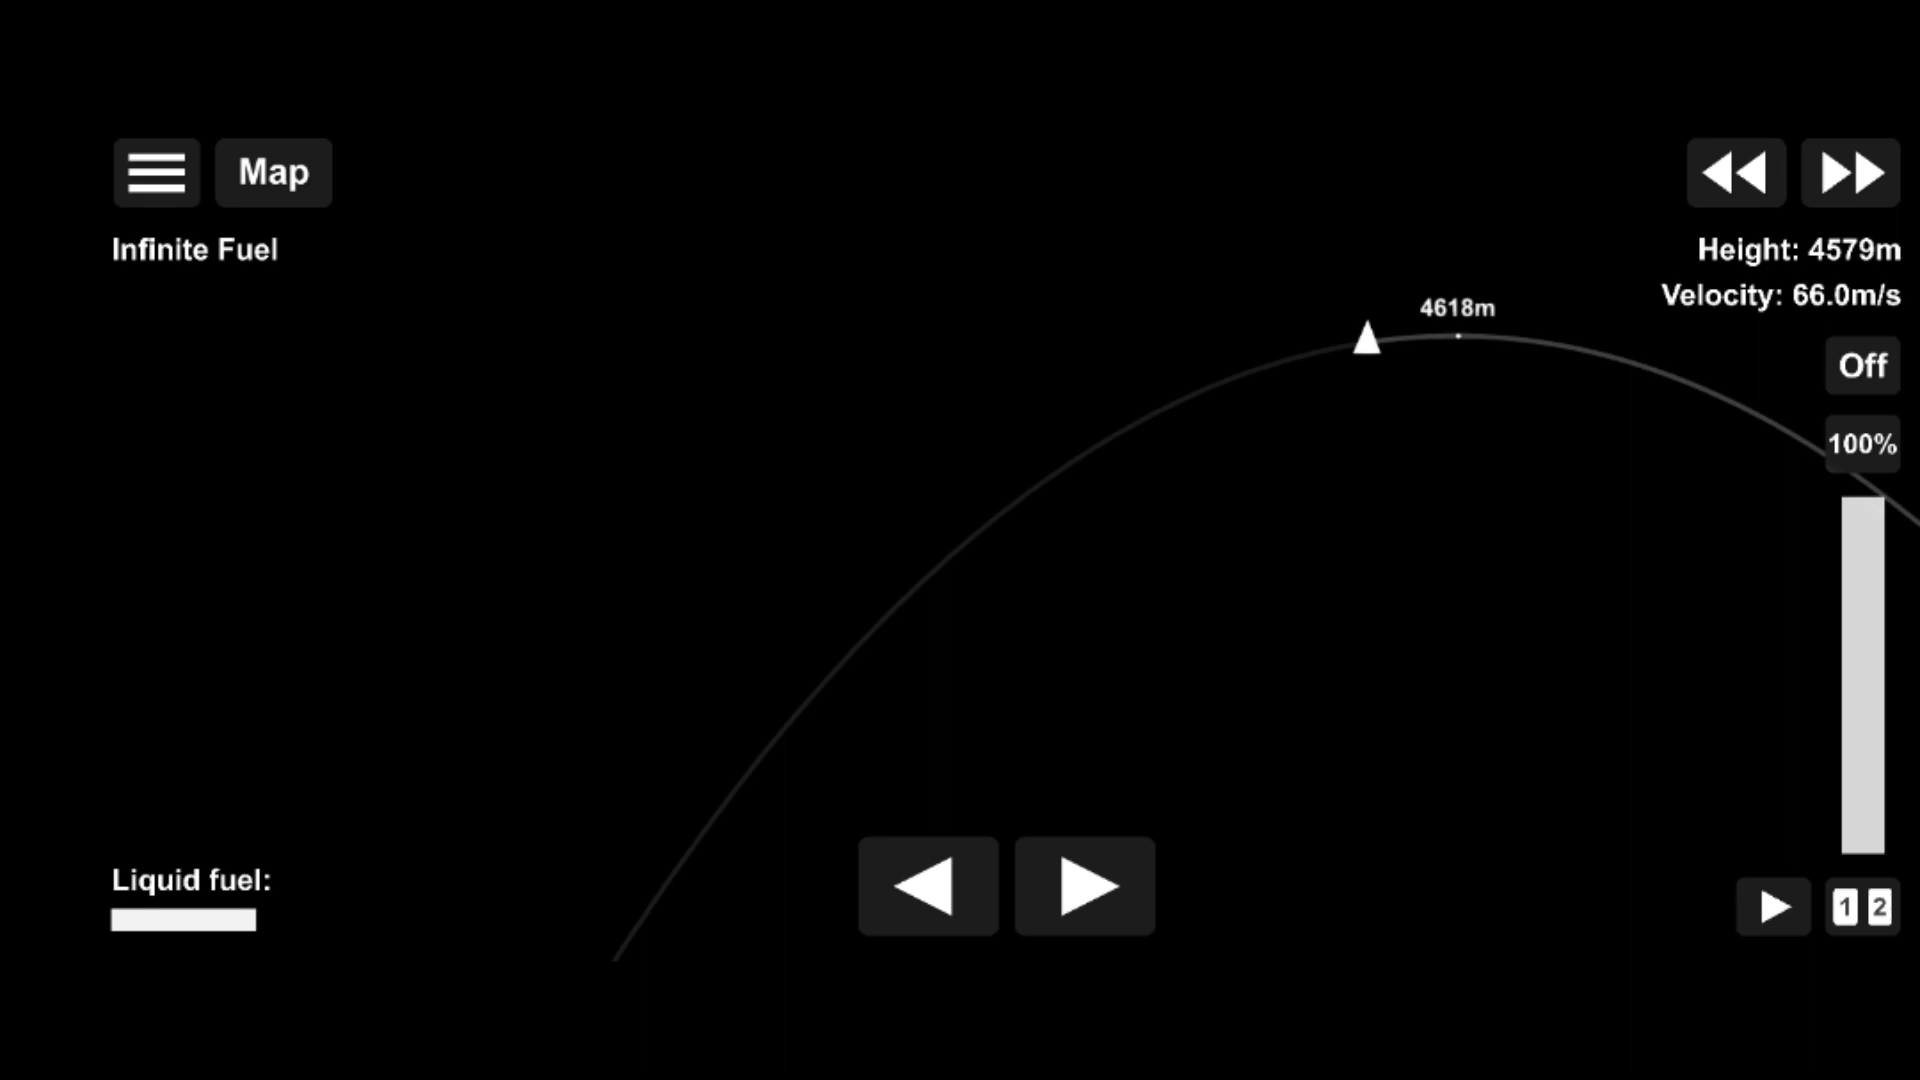 Map
Infinite Fuel
Height: 4579m
Velocity: 66.0m/s
4618m
Off
100%
Liquid fuel:
1 2